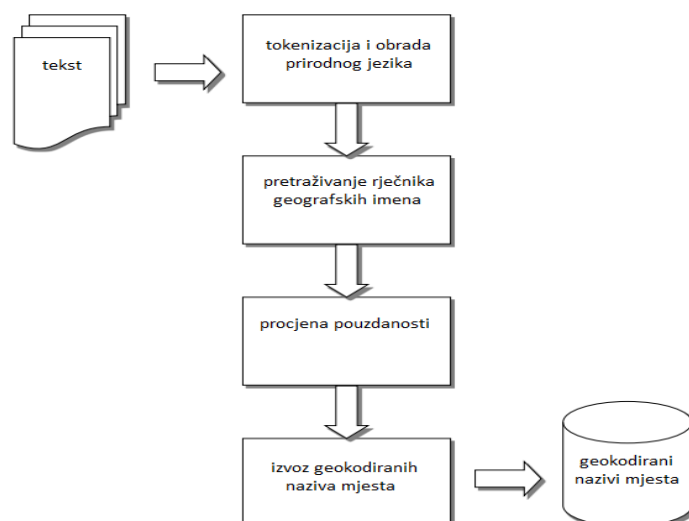 tekst
tokenizacija i obrada
prirodnog jezika
pretraživanje rječnika
geografskih imena
procjena pouzdanosti
izvoz geokodiranih
naziva mjesta
geokodirani
nazivi mjesta